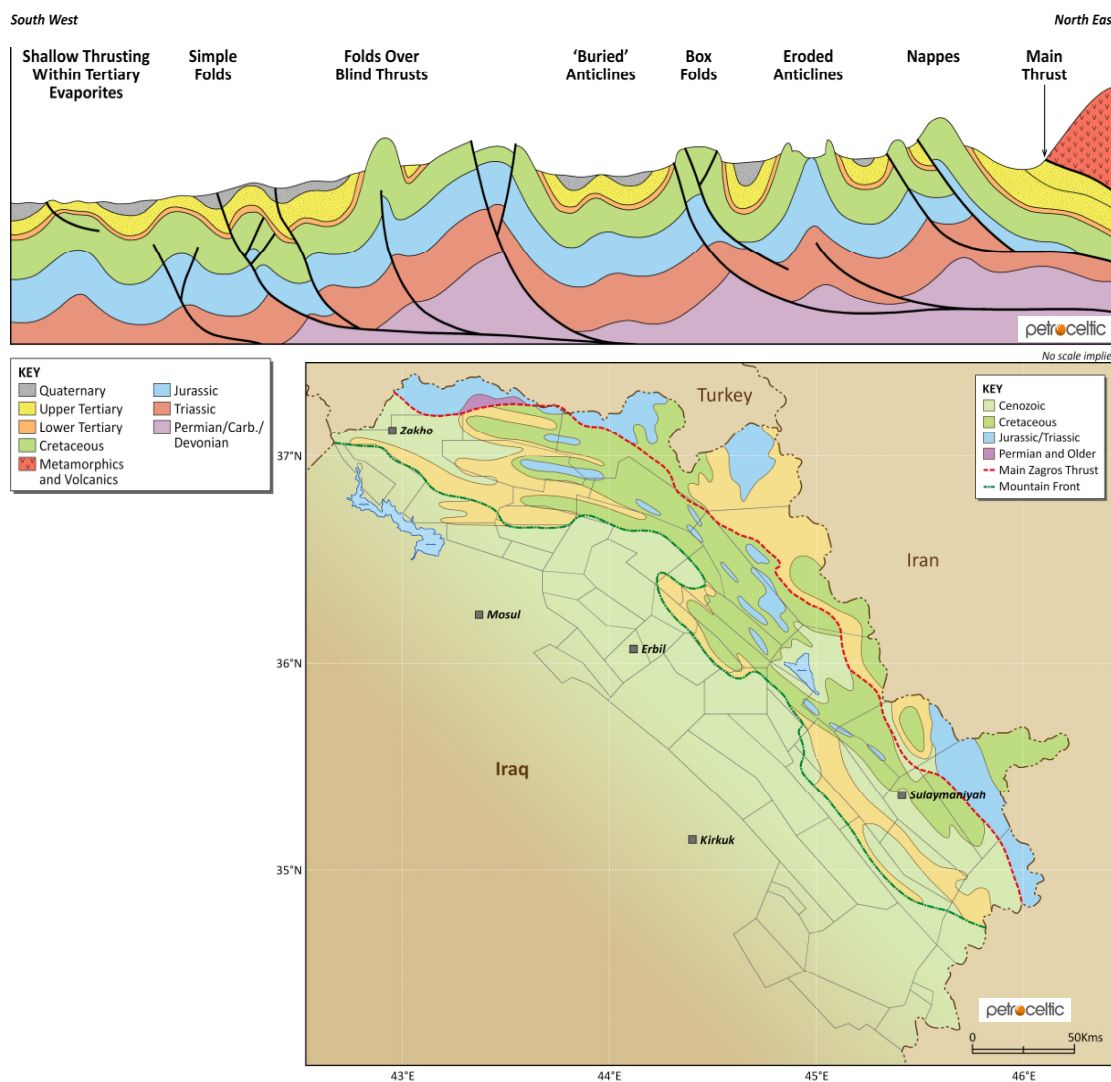 South West
North Eas
Shallow Thrusting
Within Tertiary
Evaporites
Simple
Folds
Folds Over
Blind Thrusts
‘Buried’
Anticlines
Box
Folds
Eroded
Anticlines
Nappes
Main
Thrust
petroceltic
No scale implie
KEY
Quaternary
Upper Tertiary
Lower Tertiary
Cretaceous
Metamorphics
and Volcanics
Jurassic
Triassic
Permian/Carb./
Devonian
Turkey
KEY
Cenozoic
Cretaceous
Jurassic/Triassic
Permian and Older
Main Zagros Thrust
Mountain Front
Zakho
37°N
Iran
Mosul
Erbil
36°N
Iraq
Sulaymaniyah
Kirkuk
35°N
petroceltic
0 50Kms
43°E 44°E 45°E 46°E